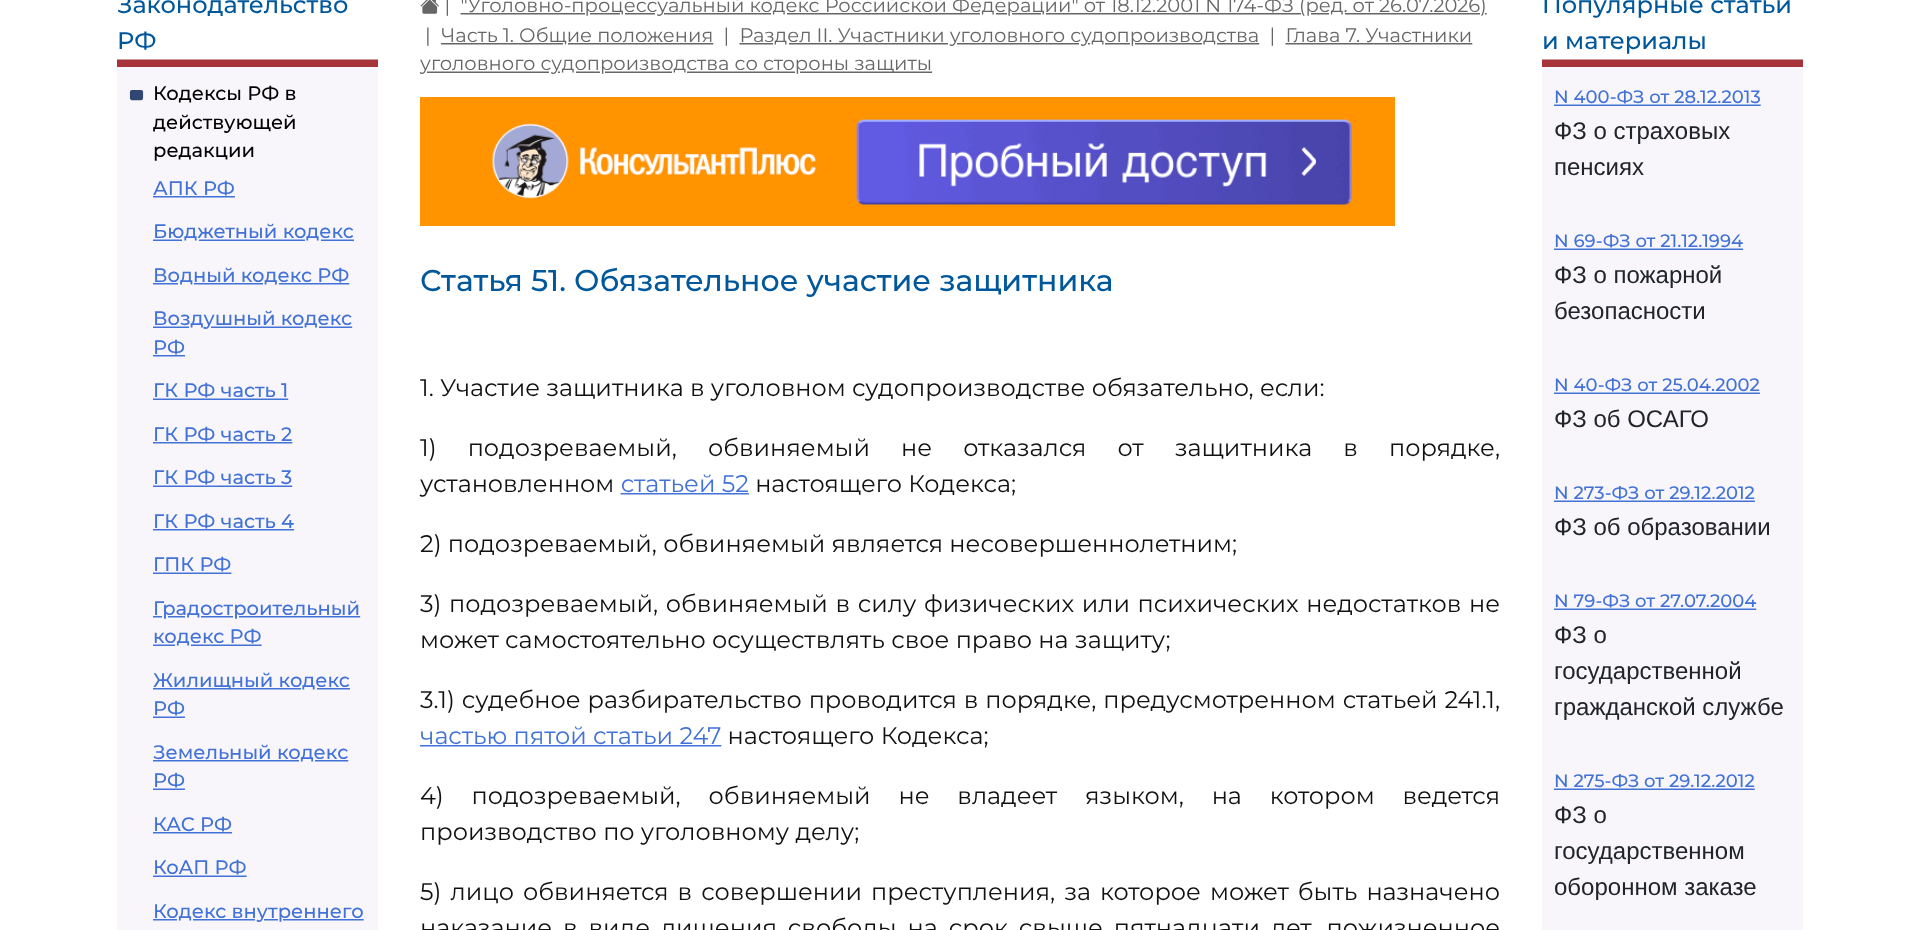 Законодательство
РФ
Кодексы РФ в
действующей
редакции
АПК РФ
Бюджетный кодекс
Водный кодекс РФ
Воздушный кодекс
РФ
ГК РФ часть 1
ГК РФ часть 2
ГК РФ часть 3
ГК РФ часть 4
ГПК РФ
Градостроительный
кодекс РФ
Жилищный кодекс
РФ
Земельный кодекс
РФ
КАС РФ
КоАП РФ
Кодекс внутреннего
| "Уголовно-процессуальный кодекс Российской Федерации" от 18.12.2001 N 174-ФЗ (ред. от 26.07.2026)
| Часть 1. Общие положения | Раздел II. Участники уголовного судопроизводства | Глава 7. Участники
уголовного судопроизводства со стороны защиты
КонсультантПлюс
Пробный доступ
Статья 51. Обязательное участие защитника
1. Участие защитника в уголовном судопроизводстве обязательно, если:
1) подозреваемый, обвиняемый не отказался от защитника в порядке,
установленном статьей 52 настоящего Кодекса;
2) подозреваемый, обвиняемый является несовершеннолетним;
3) подозреваемый, обвиняемый в силу физических или психических недостатков не
может самостоятельно осуществлять свое право на защиту;
3.1) судебное разбирательство проводится в порядке, предусмотренном статьей 241.1,
частью пятой статьи 247 настоящего Кодекса;
4) подозреваемый, обвиняемый не владеет языком, на котором ведется
производство по уголовному делу;
5) лицо обвиняется в совершении преступления, за которое может быть назначено
наказание в виде лишения свободы на срок свыше пятнадцати лет, пожизненное
Популярные статьи
и материалы
N 400-ФЗ от 28.12.2013
ФЗ о страховых
пенсиях
N 69-ФЗ от 21.12.1994
ФЗ о пожарной
безопасности
N 40-ФЗ от 25.04.2002
ФЗ об ОСАГО
N 273-ФЗ от 29.12.2012
ФЗ об образовании
N 79-ФЗ от 27.07.2004
ФЗ о
государственной
гражданской службе
N 275-ФЗ от 29.12.2012
ФЗ о
государственном
оборонном заказе